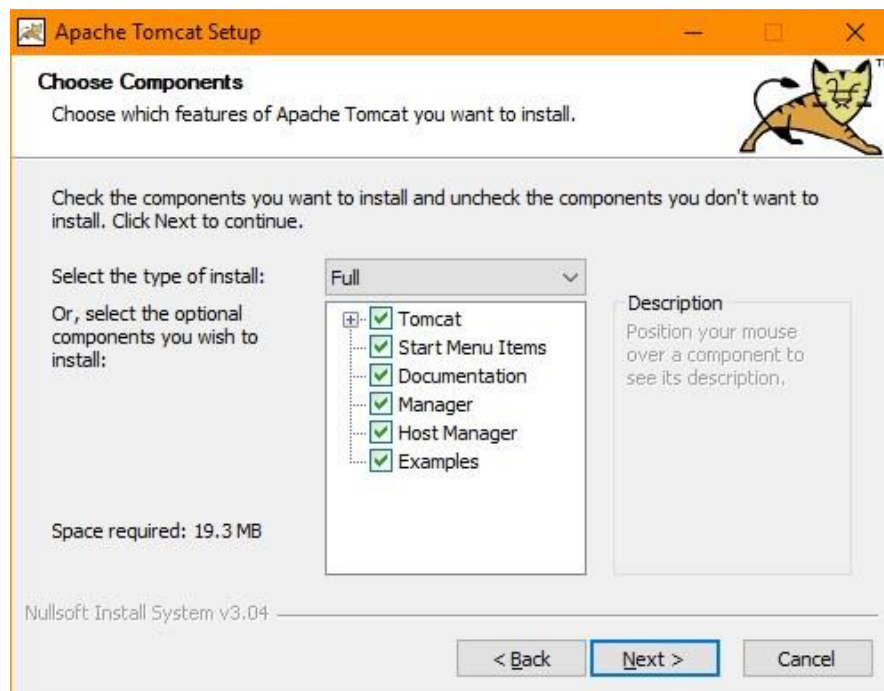 Apache Tomcat Setup
Choose Components
Choose which features of Apache Tomcat you want to install.
TM
Check the components you want to install and uncheck the components you don't want to
install. Click Next to continue.
Select the type of install:
Full
Or, select the optional
components you wish to
install:
Tomcat
Start Menu Items
Documentation
Manager
Host Manager
Examples
Description
Position your mouse
over a component to
see its description.
Space required: 19.3 MB
Nullsoft Install System v3.04
< Back
Next >
Cancel